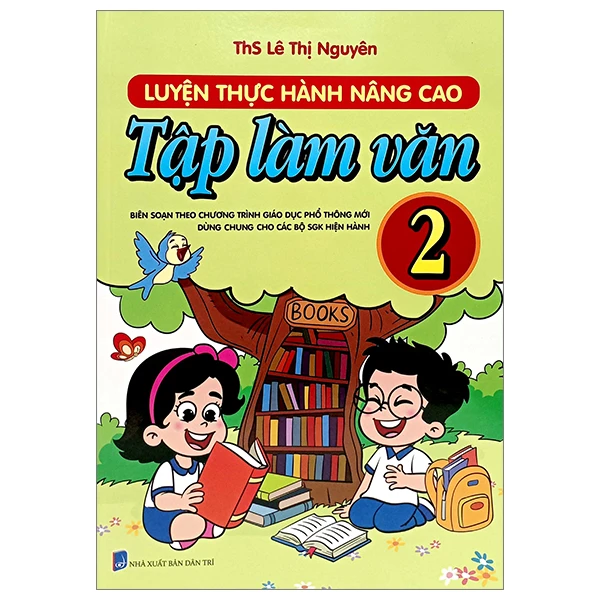 ThS Lê Thị Nguyên
LUYỆN THỰC HÀNH NÂNG CAO
Tập làm văn
BIÊN SOẠN THEO CHƯƠNG TRÌNH GIÁO DỤC PHỔ THÔNG MỚI
DÙNG CHUNG CHO CÁC BỘ SGK HIỆN HÀNH
2
BOOKS
NHÀ XUẤT BẢN DÂN TRÍ